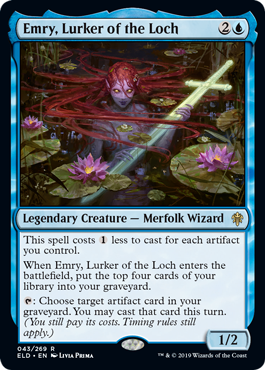 Emry, Lurker of the Loch 2
Legendary Creature — Merfolk Wizard
This spell costs 1 less to cast for each artifact
you control.
When Emry, Lurker of the Loch enters the
battlefield, put the top four cards of your
library into your graveyard.
: Choose target artifact card in your
graveyard. You may cast that card this turn.
(You still pay its costs. Timing rules still
apply.)
1/2
043/269 R
ELD • EN LIVIA PRIMA
™ & © 2019 Wizards of the Coast